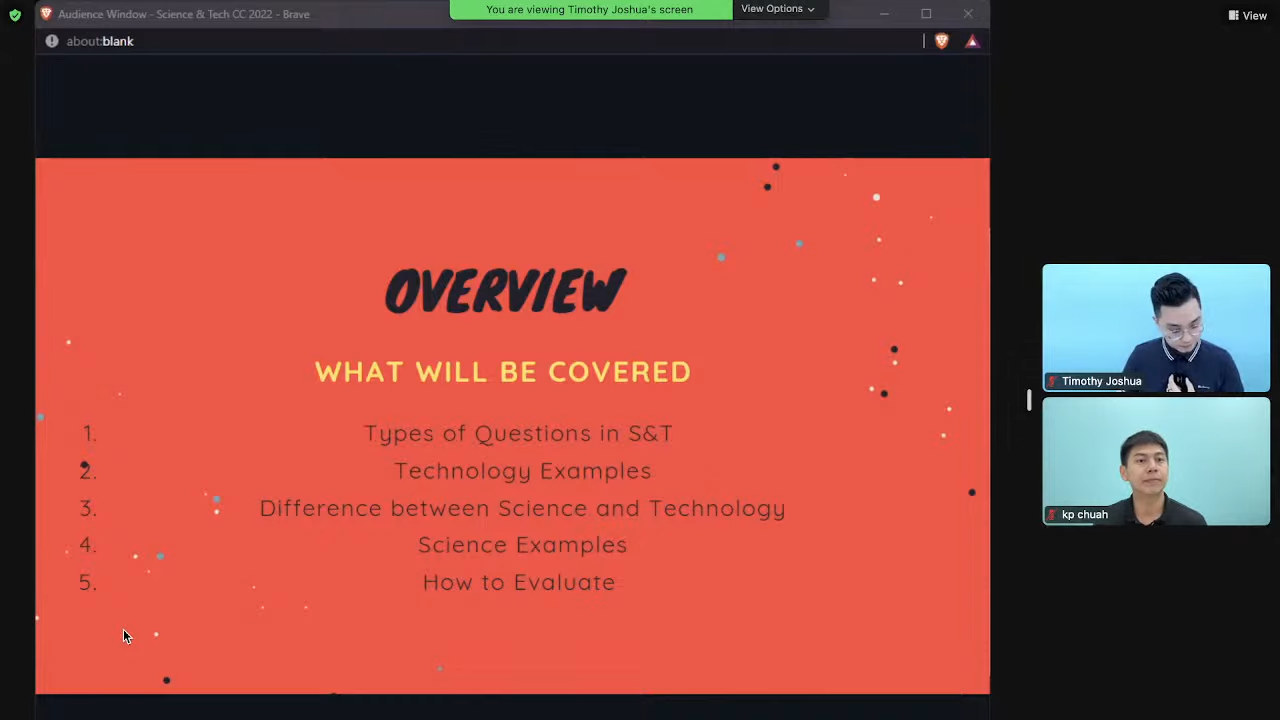 Audience Window - Science & Tech CC 2022 - Brave
You are viewing Timothy Joshua's screen
View Options
View
about:blank
OVERVIEW
WHAT WILL BE COVERED
1. Types of Questions in S&T
2. Technology Examples
3. Difference between Science and Technology
4. Science Examples
5. How to Evaluate
Timothy Joshua
kp chuah